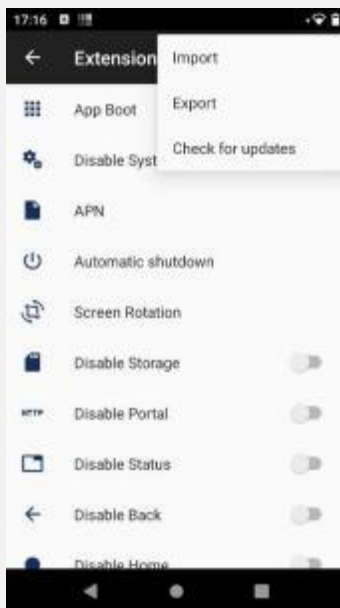 17:16
Extension
Import
Export
Check for updates
App Boot
Disable Syst
APN
Automatic shutdown
Screen Rotation
Disable Storage
HTTP
Disable Portal
Disable Status
Disable Back
Disable Home